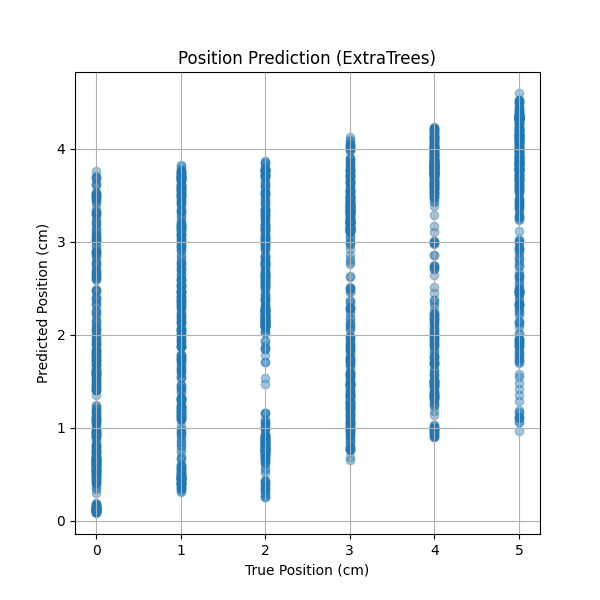 Position Prediction (ExtraTrees)
Predicted Position (cm)
4
3
2
1
0
0 1 2 3 4 5
True Position (cm)